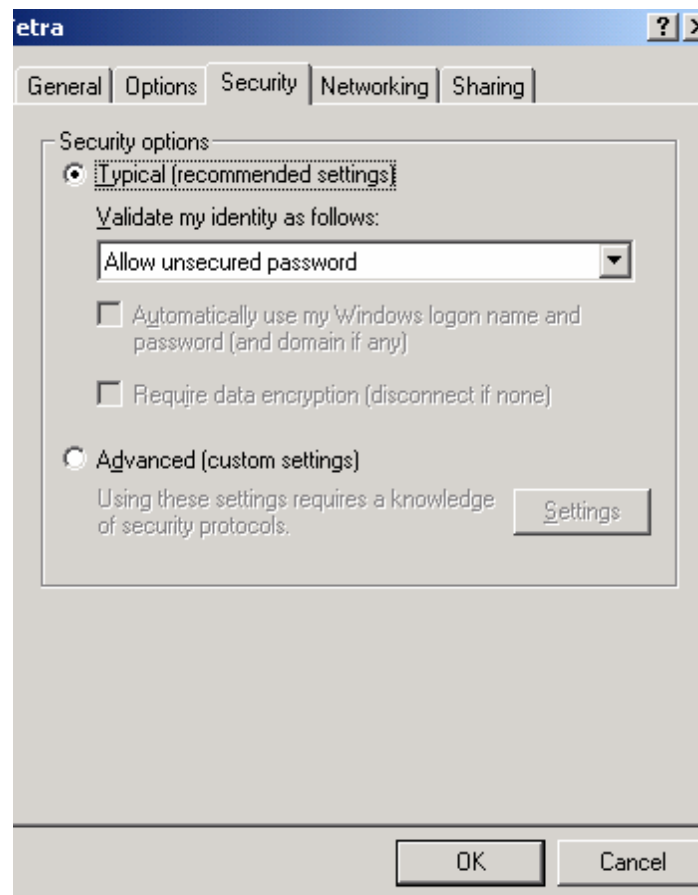 etra
General Options Security Networking Sharing
Security options
Typical (recommended settings)
Validate my identity as follows:
Allow unsecured password
Automatically use my Windows logon name and
password (and domain if any)
Require data encryption (disconnect if none)
Advanced (custom settings)
Using these settings requires a knowledge
of security protocols.
Settings
OK Cancel